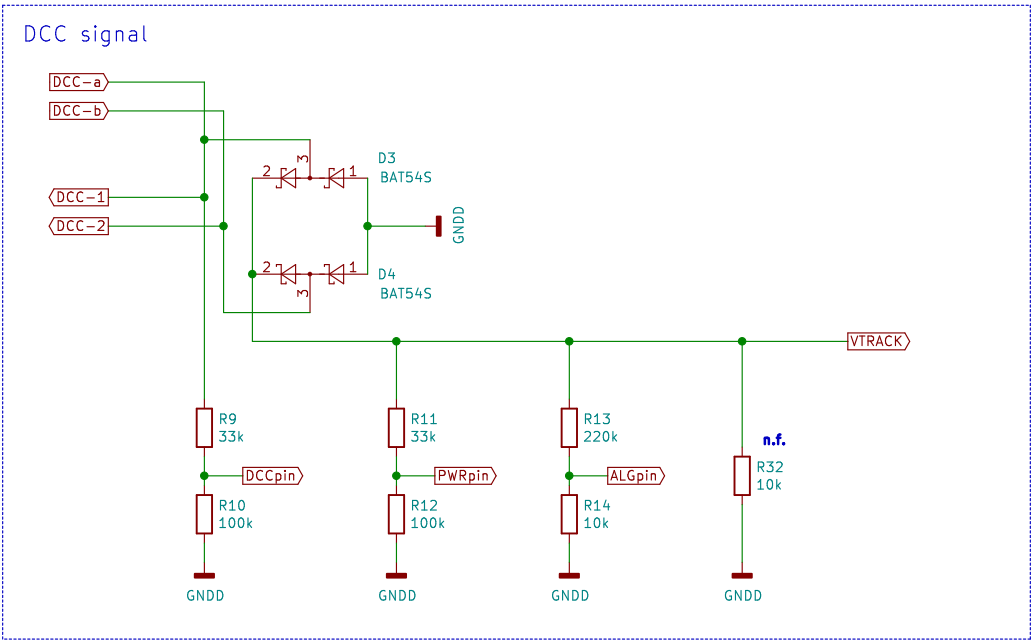 DCC signal
DCC-a
DCC-b
DCC-1
DCC-2
3
2
1
D3
BAT54S
GNDD
2
1
3
D4
BAT54S
VTRACK
R9
33k
R11
33k
R13
220k
n.f.
R32
10k
DCCpin
PWRpin
ALGpin
R10
100k
R12
100k
R14
10k
GNDD
GNDD
GNDD
GNDD